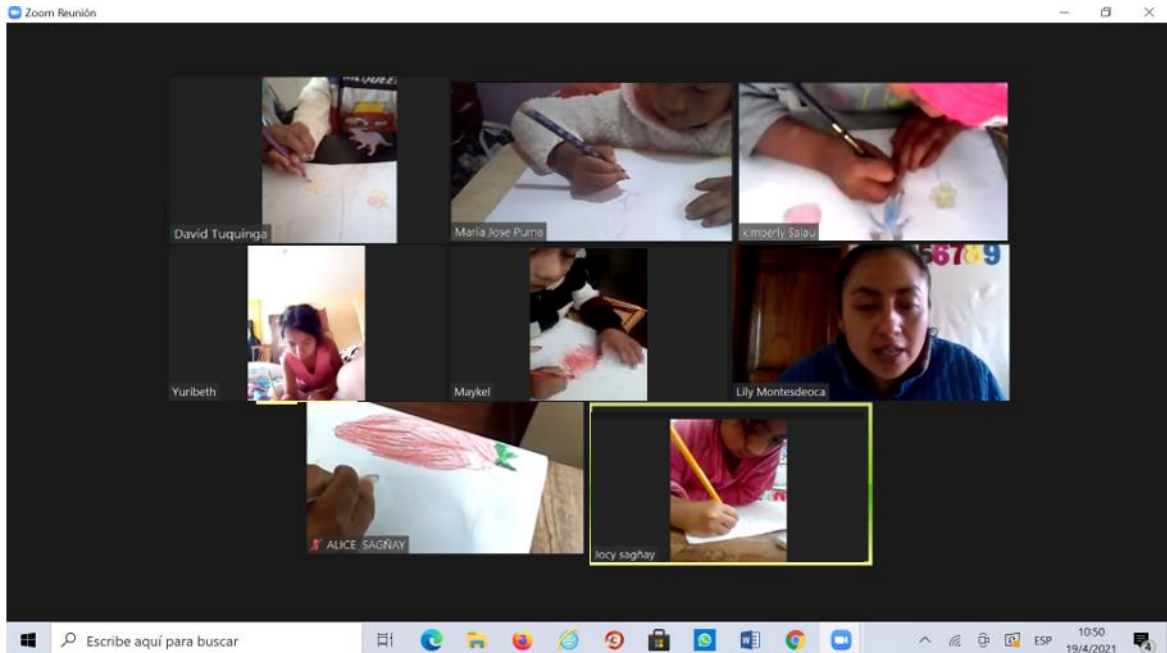 Zoom Reunión
David Tuquinga
Maria Jose Puma
kimberly Salau
Yuribeth
Maykel
56789
Lily Montesdeoca
ALICE SAGÑAY
Jocy sagñay
Escribe aquí para buscar
ESP
10:50
19/4/2021
4